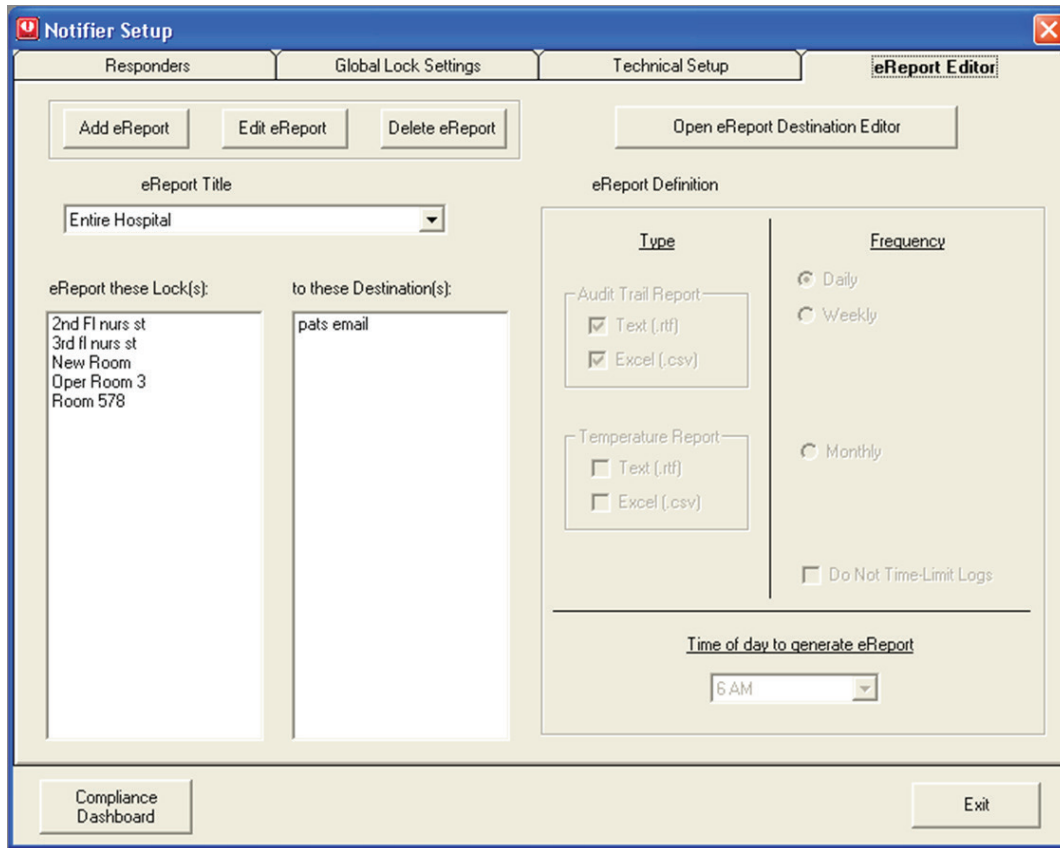 Notifier Setup
Responders
Global Lock Settings
Technical Setup
eReport Editor
Add eReport
Edit eReport
Delete eReport
Open eReport Destination Editor
eReport Title
Entire Hospital
eReport these Lock(s):
2nd Fl nurs st
3rd fl nurs st
New Room
Oper Room 3
Room 578
to these Destination(s):
pats email
eReport Definition
Type
Audit Trail Report
Text (.rtf)
Excel (.csv)
Temperature Report
Text (.rtf)
Excel (.csv)
Frequency
Daily
Weekly
Monthly
Do Not Time-Limit Logs
Time of day to generate eReport
6 AM
Compliance
Dashboard
Exit